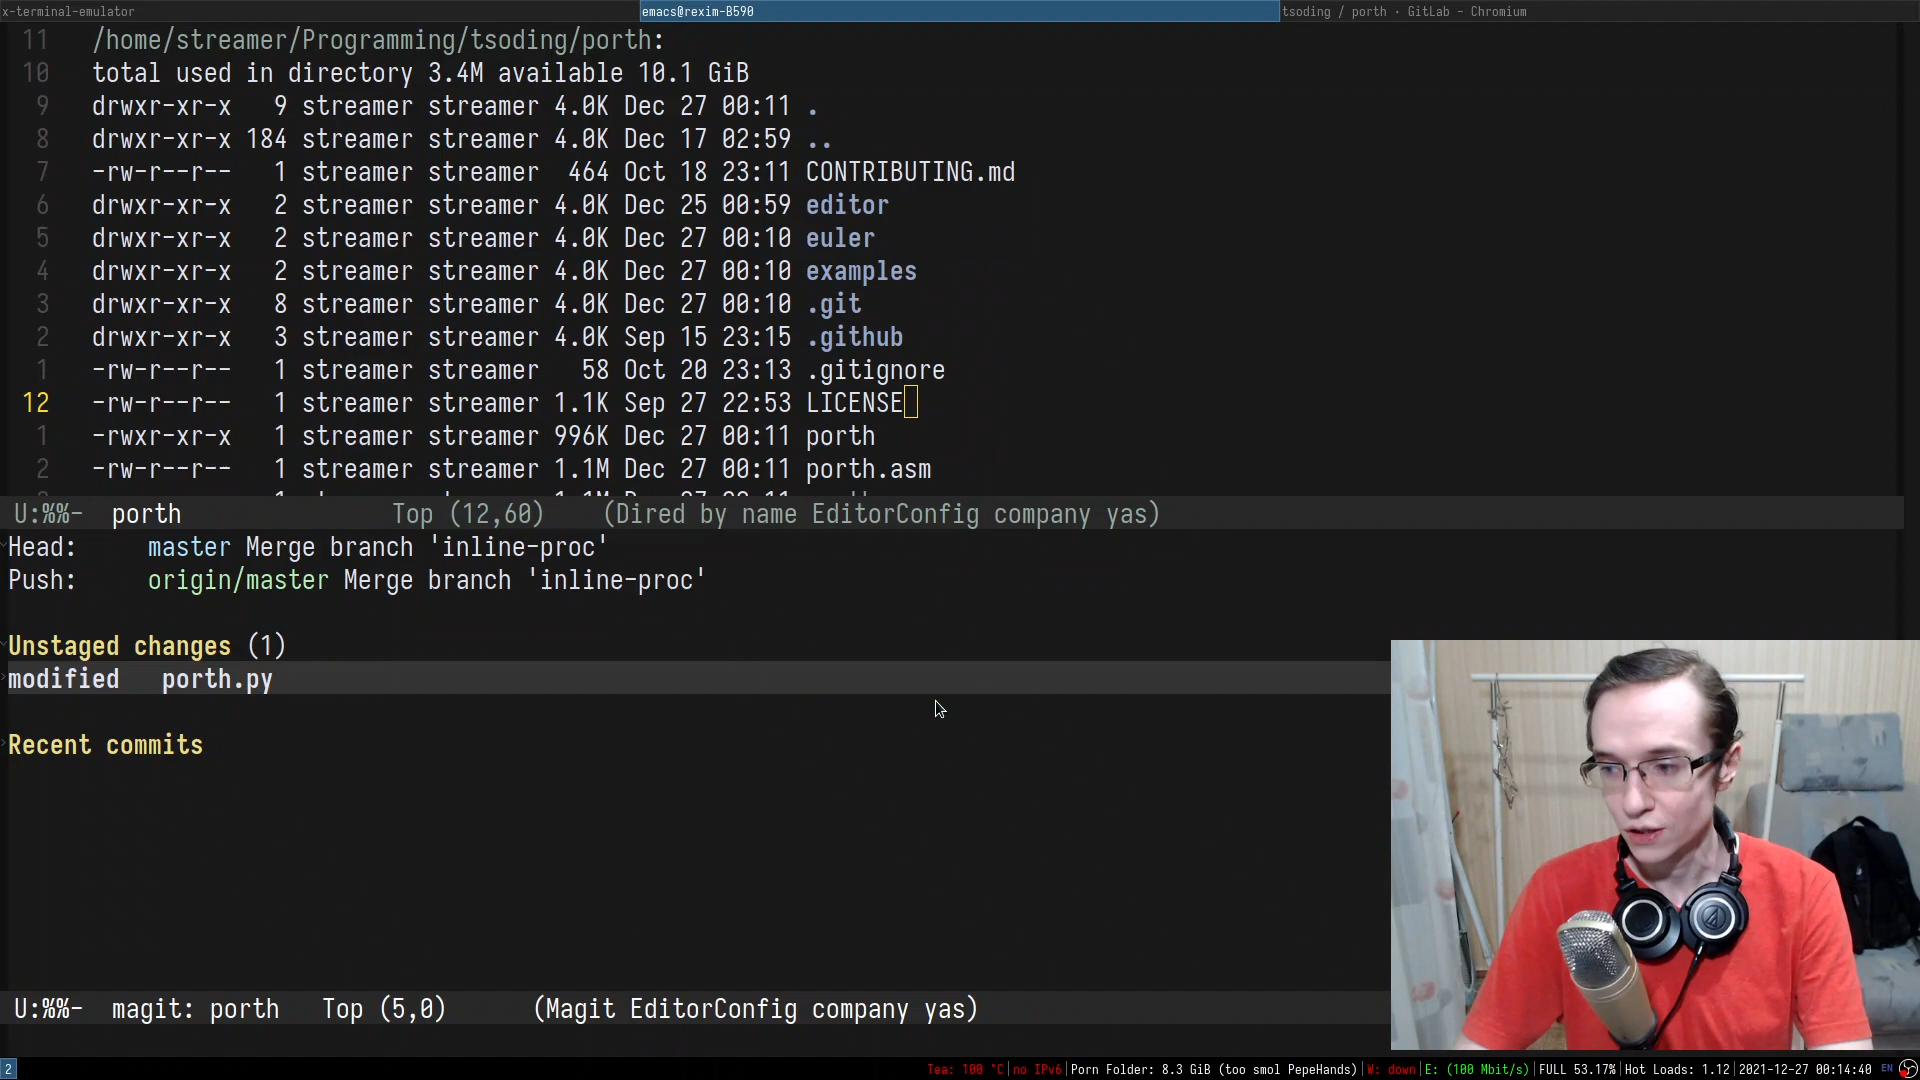 x-terminal-emulator emacs@rexim-B590 tsoding / porth · GitLab - Chromium
11 /home/streamer/Programming/tsoding/porth:
10 total used in directory 3.4M available 10.1 GiB
9 drwxr-xr-x 9 streamer streamer 4.0K Dec 27 00:11 .
8 drwxr-xr-x 184 streamer streamer 4.0K Dec 17 02:59 ..
7 -rw-r--r-- 1 streamer streamer 464 Oct 18 23:11 CONTRIBUTING.md
6 drwxr-xr-x 2 streamer streamer 4.0K Dec 25 00:59 editor
5 drwxr-xr-x 2 streamer streamer 4.0K Dec 27 00:10 euler
4 drwxr-xr-x 2 streamer streamer 4.0K Dec 27 00:10 examples
3 drwxr-xr-x 8 streamer streamer 4.0K Dec 27 00:10 .git
2 drwxr-xr-x 3 streamer streamer 4.0K Sep 15 23:15 .github
1 -rw-r--r-- 1 streamer streamer 58 Oct 20 23:13 .gitignore
12 -rw-r--r-- 1 streamer streamer 1.1K Sep 27 22:53 LICENSE
1 -rwxr-xr-x 1 streamer streamer 996K Dec 27 00:11 porth
2 -rw-r--r-- 1 streamer streamer 1.1M Dec 27 00:11 porth.asm
U:%%- porth Top (12,60) (Dired by name EditorConfig company yas)
Head: master Merge branch 'inline-proc'
Push: origin/master Merge branch 'inline-proc'
Unstaged changes (1)
modified porth.py
Recent commits
U:%%- magit: porth Top (5,0) (Magit EditorConfig company yas)
2 Tea: 100 °C|no IPv6|Porn Folder: 8.3 GiB (too smol PepeHands)|W: down|E: (100 Mbit/s)|FULL 53.17%|Hot Loads: 1.12|2021-12-27 00:14:40 EN